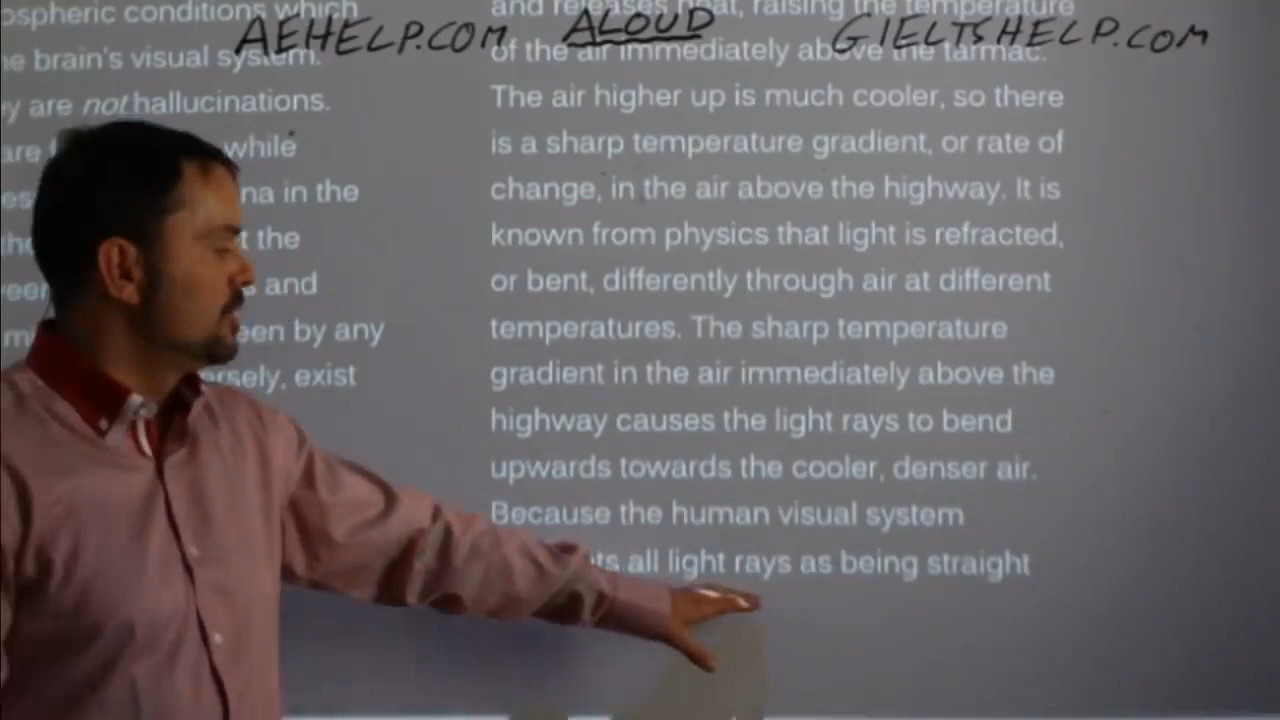 AEHELP.COM ALOUD GIELTSHELP.COM
conditions which
brain's visual system.
are not hallucinations.
are while
in the
the
and
by any
exist
and releases heat, raising the temperature
of the air immediately above the tarmac.
The air higher up is much cooler, so there
is a sharp temperature gradient, or rate of
change, in the air above the highway. It is
known from physics that light is refracted,
or bent, differently through air at different
temperatures. The sharp temperature
gradient in the air immediately above the
highway causes the light rays to bend
upwards towards the cooler, denser air.
Because the human visual system
all light rays as being straight